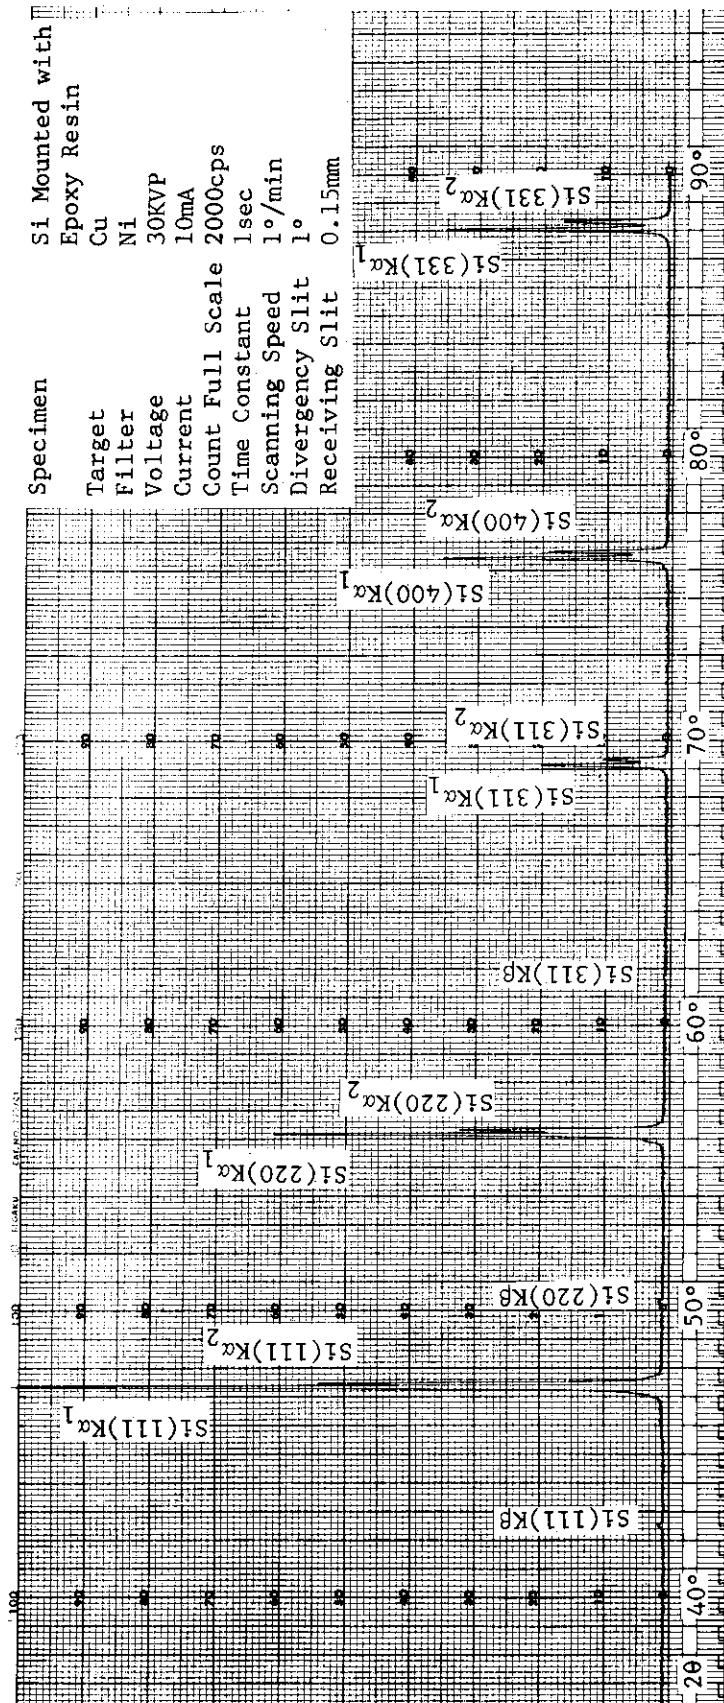 Specimen Si Mounted with
Epoxy Resin
Target Cu
Filter Ni
Voltage 30KVP
Current 10mA
Count Full Scale 2000cps
Time Constant 1sec
Scanning Speed 1°/min
Divergency Slit 1°
Receiving Slit 0.15mm
Si(111)Kβ
Si(111)Kα1
Si(111)Kα2
Si(220)Kβ
Si(220)Kα1
Si(220)Kα2
Si(311)Kβ
Si(311)Kα1
Si(311)Kα2
Si(400)Kα1
Si(400)Kα2
Si(331)Kα1
Si(331)Kα2
2θ 40° 50° 60° 70° 80° 90°